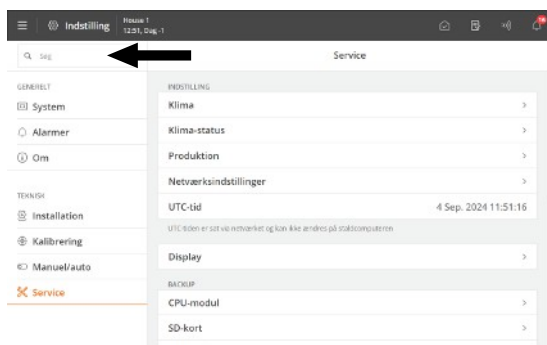 Indstilling
House 1
12:51, Dag -1
Søg
Service
GENERELT
System
Alarmer
Om
TEKNISK
Installation
Kalibrering
Manuel/auto
Service
INDSTILLING
Klima
Klima-status
Produktion
Netværksindstillinger
UTC-tid 4 Sep. 2024 11:51:16
UTC-tiden er sat via netværket og kan ikke ændres på staldcomputeren
Display
BACKUP
CPU-modul
SD-kort